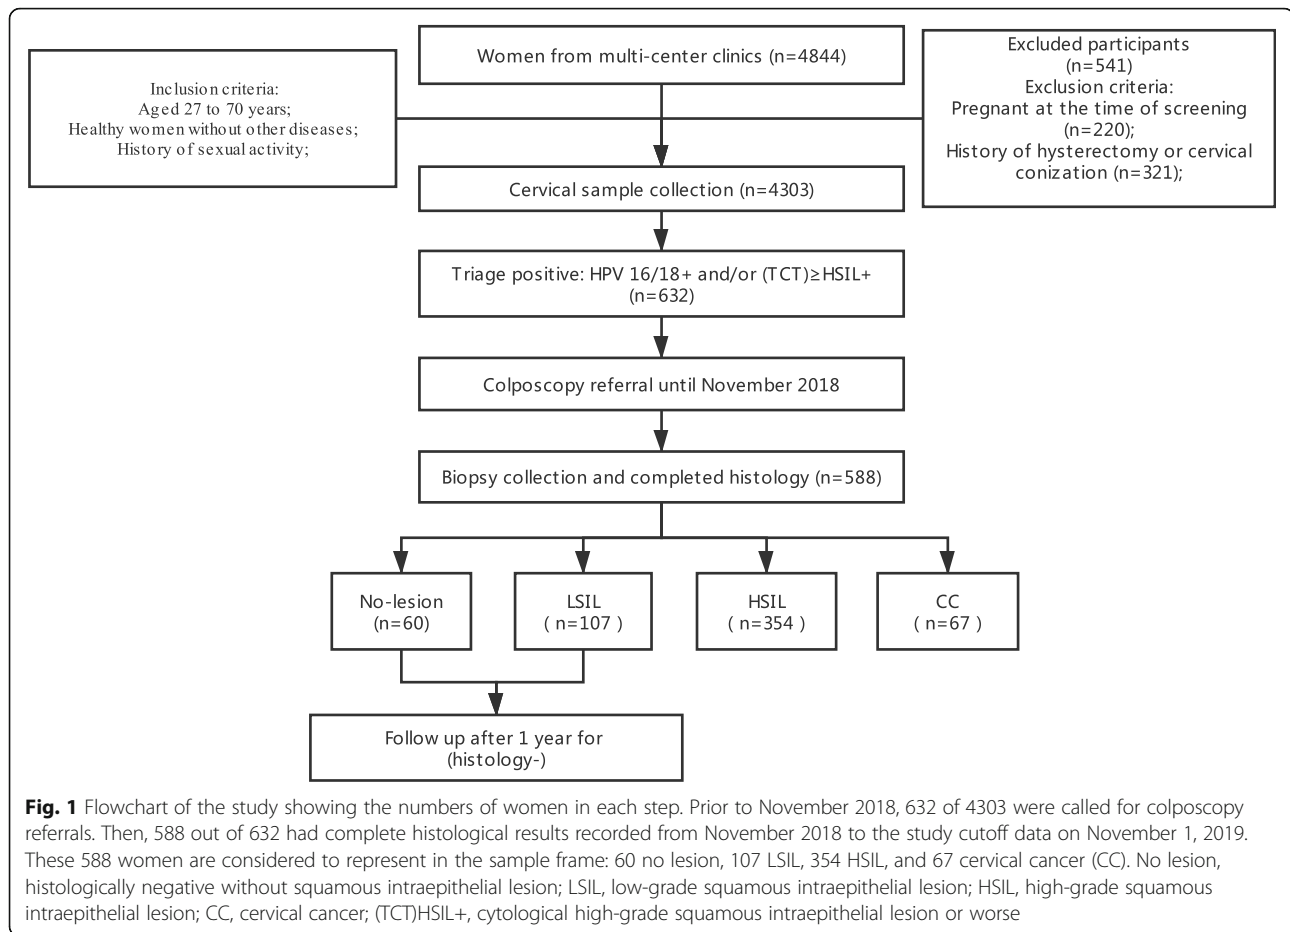 Women from multi-center clinics (n=4844)
Inclusion criteria:
Aged 27 to 70 years;
Healthy women without other diseases;
History of sexual activity;
Excluded participants
(n=541)
Exclusion criteria:
Pregnant at the time of screening
(n=220);
History of hysterectomy or cervical
conization (n=321);
Cervical sample collection (n=4303)
Triage positive: HPV 16/18+ and/or (TCT)≥HSIL+
(n=632)
Colposcopy referral until November 2018
Biopsy collection and completed histology (n=588)
No-lesion
(n=60)
LSIL
( n=107 )
HSIL
( n=354 )
CC
( n=67 )
Follow up after 1 year for
(histology-)
Fig. 1 Flowchart of the study showing the numbers of women in each step. Prior to November 2018, 632 of 4303 were called for colposcopy
referrals. Then, 588 out of 632 had complete histological results recorded from November 2018 to the study cutoff data on November 1, 2019.
These 588 women are considered to represent in the sample frame: 60 no lesion, 107 LSIL, 354 HSIL, and 67 cervical cancer (CC). No lesion,
histologically negative without squamous intraepithelial lesion; LSIL, low-grade squamous intraepithelial lesion; HSIL, high-grade squamous
intraepithelial lesion; CC, cervical cancer; (TCT)HSIL+, cytological high-grade squamous intraepithelial lesion or worse